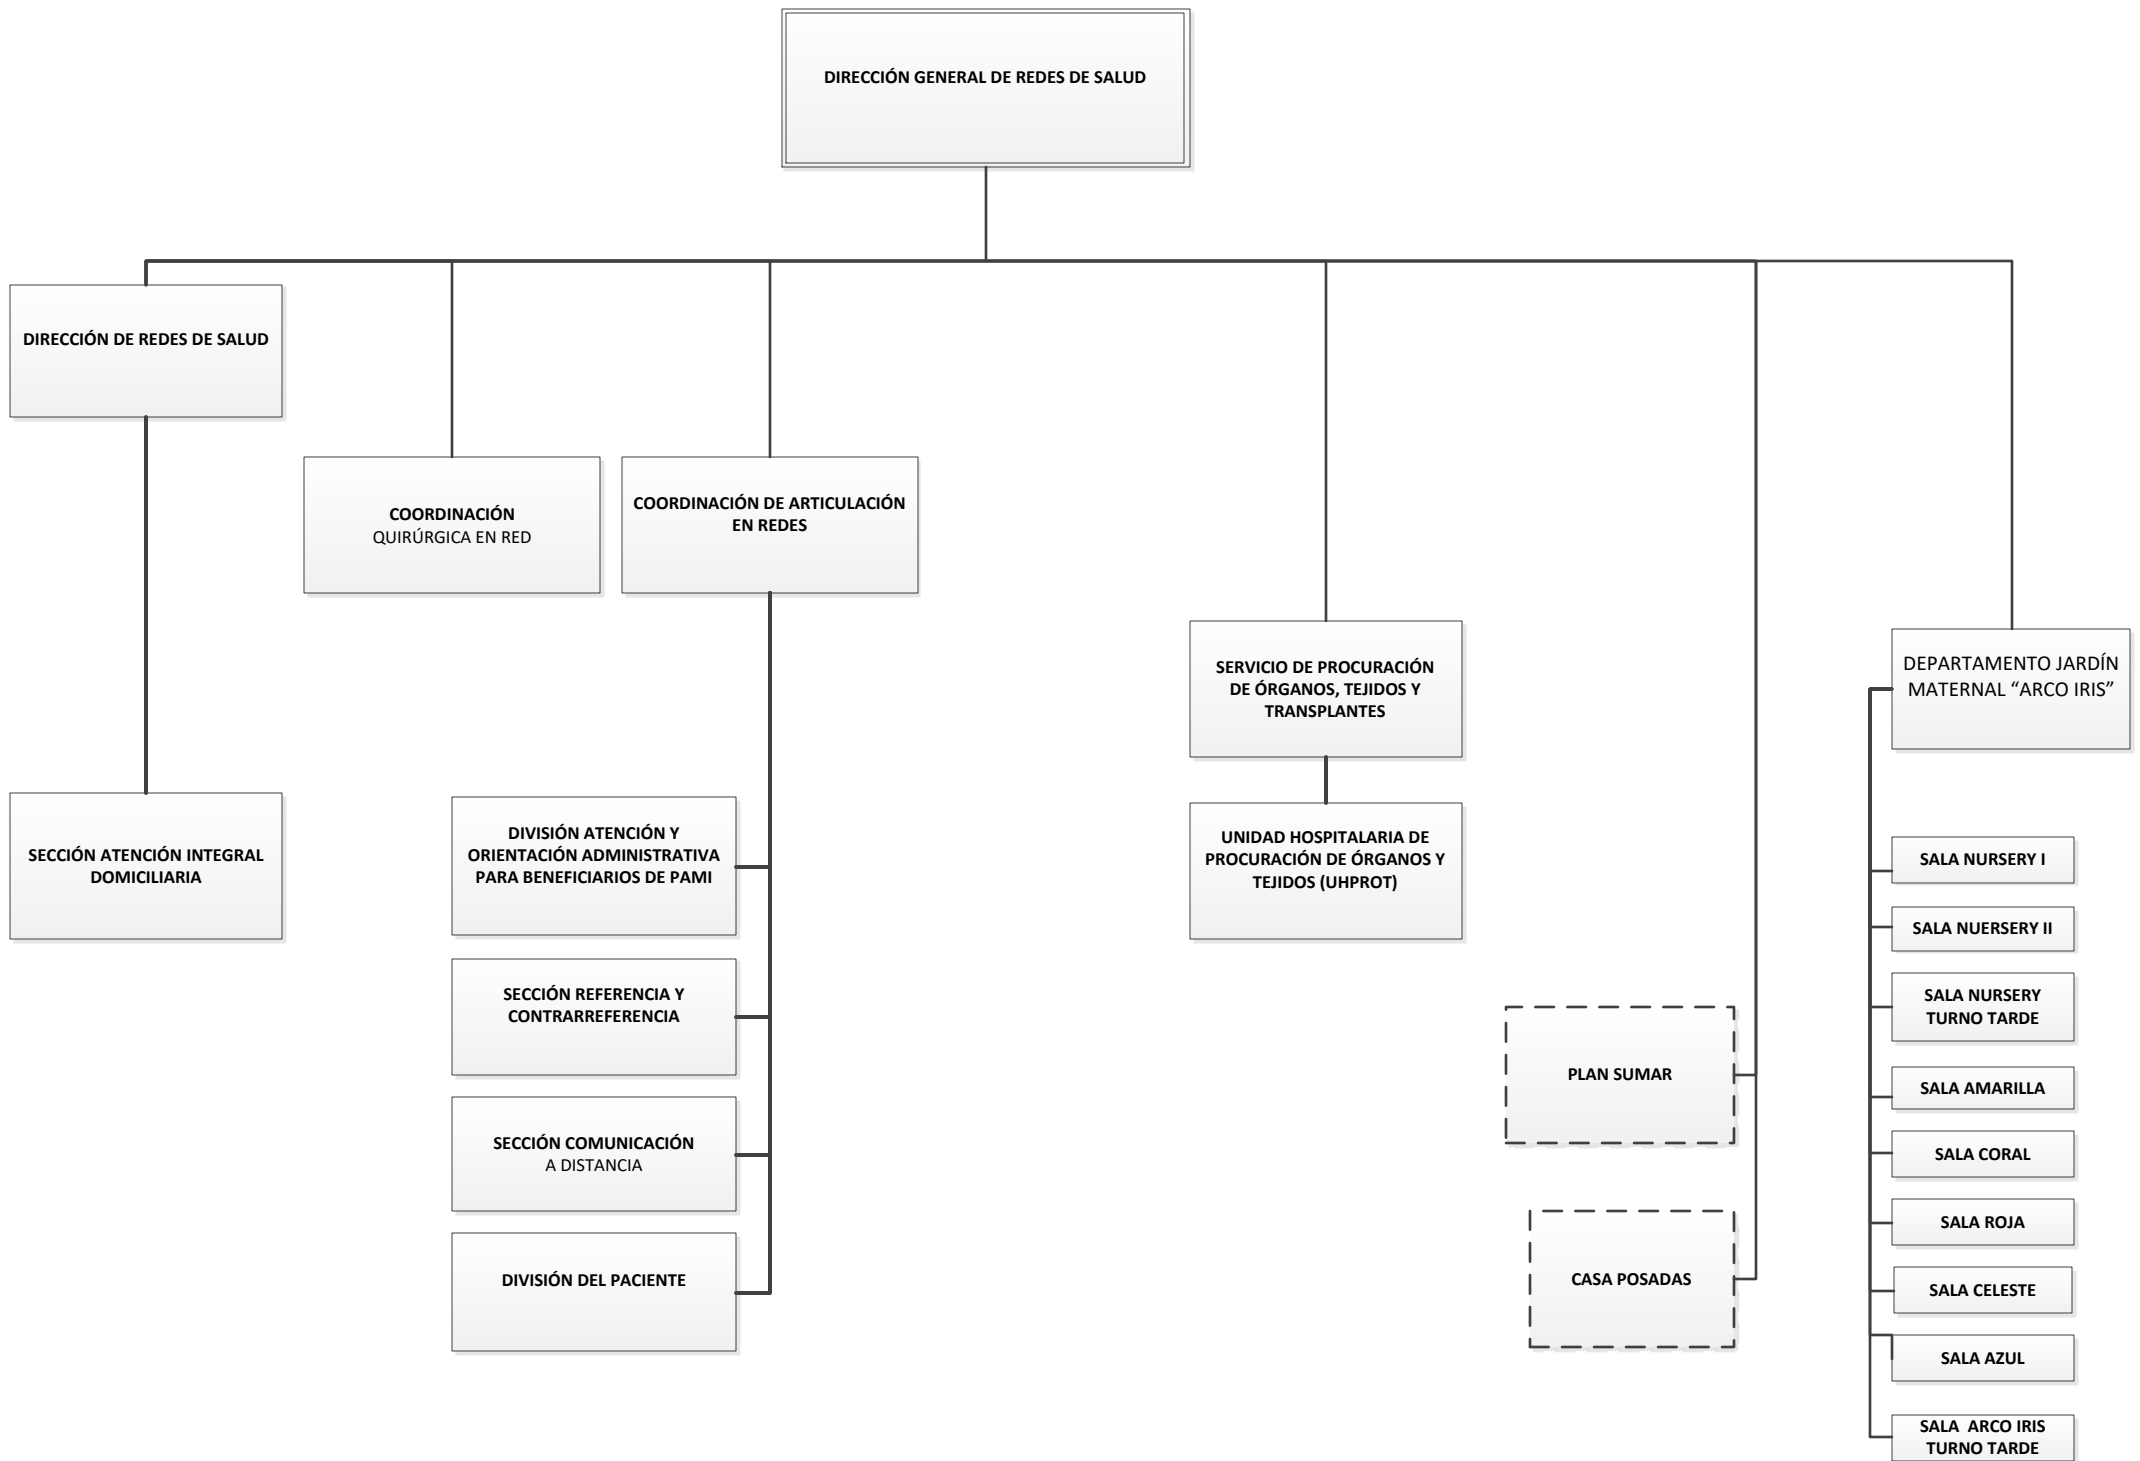 DIRECCIÓN GENERAL DE REDES DE SALUD
DIRECCIÓN DE REDES DE SALUD
COORDINACIÓN
QUIRÚRGICA EN RED
COORDINACIÓN DE ARTICULACIÓN
EN REDES
SERVICIO DE PROCURACIÓN
DE ÓRGANOS, TEJIDOS Y
TRANSPLANTES
DEPARTAMENTO JARDÍN
MATERNAL “ARCO IRIS”
SECCIÓN ATENCIÓN INTEGRAL
DOMICILIARIA
DIVISIÓN ATENCIÓN Y
ORIENTACIÓN ADMINISTRATIVA
PARA BENEFICIARIOS DE PAMI
SECCIÓN REFERENCIA Y
CONTRARREFERENCIA
SECCIÓN COMUNICACIÓN
A DISTANCIA
DIVISIÓN DEL PACIENTE
UNIDAD HOSPITALARIA DE
PROCURACIÓN DE ÓRGANOS Y
TEJIDOS (UHPROT)
PLAN SUMAR
CASA POSADAS
SALA NURSERY I
SALA NUERSERY II
SALA NURSERY
TURNO TARDE
SALA AMARILLA
SALA CORAL
SALA ROJA
SALA CELESTE
SALA AZUL
SALA ARCO IRIS
TURNO TARDE